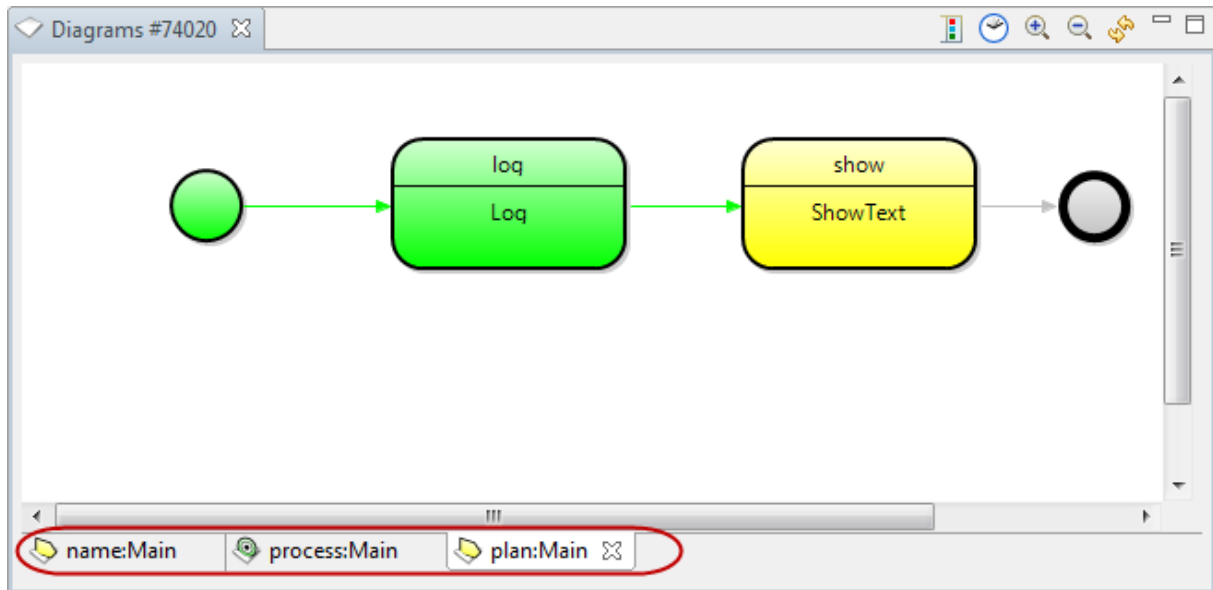 Diagrams #74020
log
Log
show
ShowText
name:Main
process:Main
plan:Main